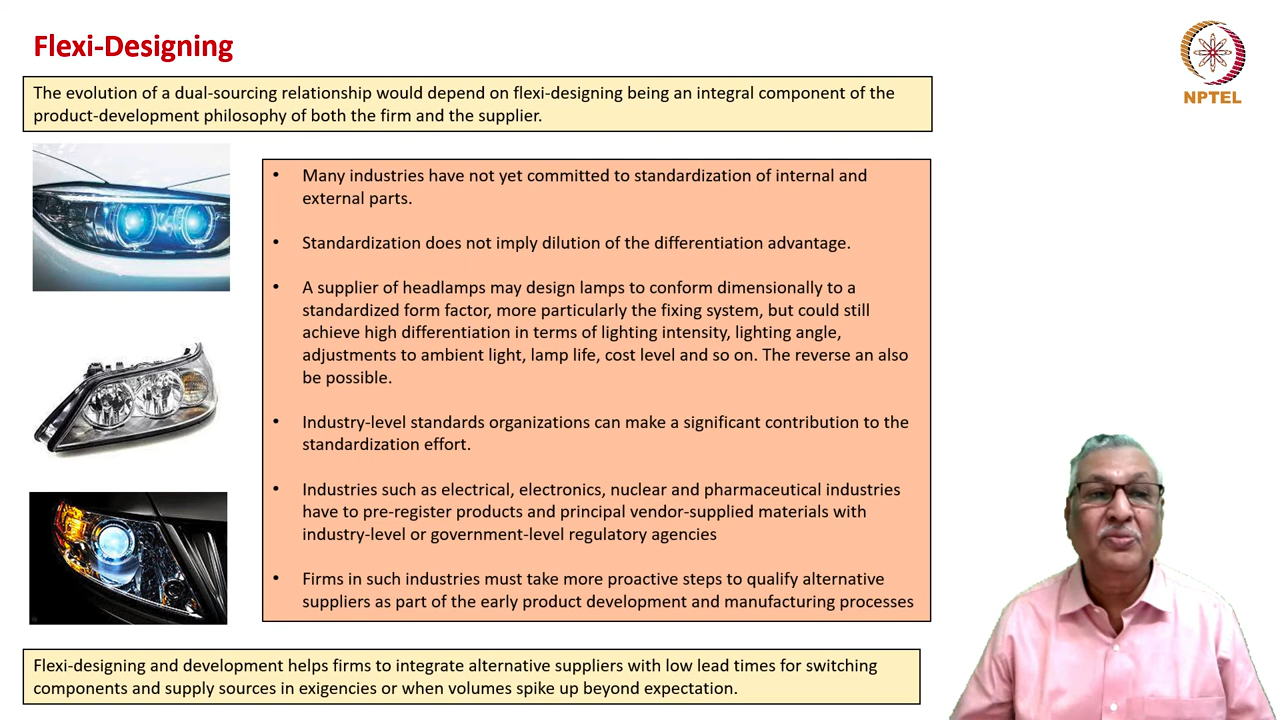 Flexi-Designing
NPTEL
The evolution of a dual-sourcing relationship would depend on flexi-designing being an integral component of the
product-development philosophy of both the firm and the supplier.
• Many industries have not yet committed to standardization of internal and
external parts.
• Standardization does not imply dilution of the differentiation advantage.
• A supplier of headlamps may design lamps to conform dimensionally to a
standardized form factor, more particularly the fixing system, but could still
achieve high differentiation in terms of lighting intensity, lighting angle,
adjustments to ambient light, lamp life, cost level and so on. The reverse an also
be possible.
• Industry-level standards organizations can make a significant contribution to the
standardization effort.
• Industries such as electrical, electronics, nuclear and pharmaceutical industries
have to pre-register products and principal vendor-supplied materials with
industry-level or government-level regulatory agencies
• Firms in such industries must take more proactive steps to qualify alternative
suppliers as part of the early product development and manufacturing processes
Flexi-designing and development helps firms to integrate alternative suppliers with low lead times for switching
components and supply sources in exigencies or when volumes spike up beyond expectation.